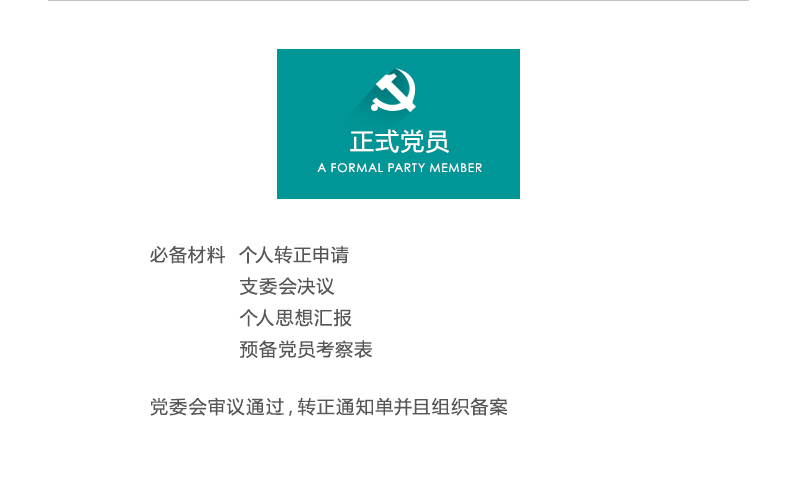 正式党员
A FORMAL PARTY MEMBER
必备材料 个人转正申请
支委会决议
个人思想汇报
预备党员考察表
党委会审议通过,转正通知单并且组织备案